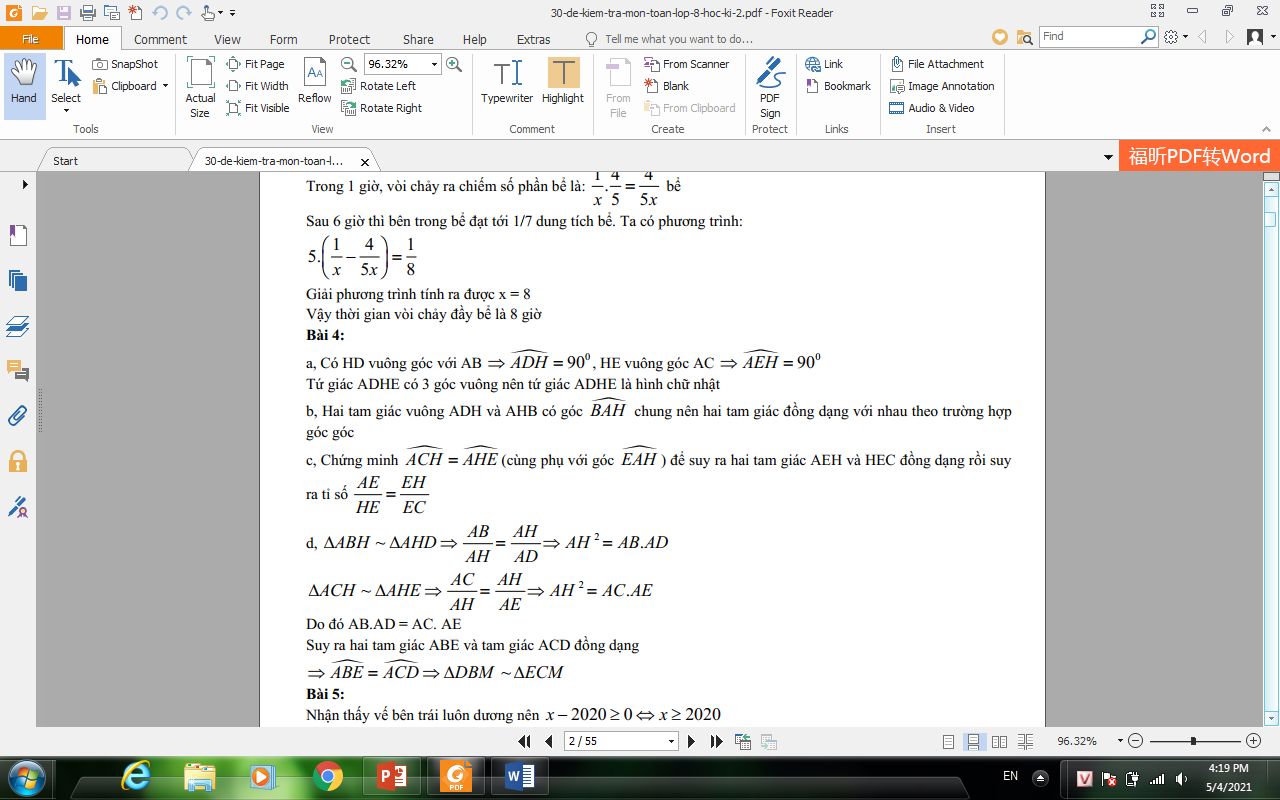 30-de-kiem-tra-mon-toan-lop-8-hoc-ki-2.pdf - Foxit Reader
File Home Comment View Form Protect Share Help Extras Tell me what you want to do… Find
Hand
Select
SnapShot
Clipboard
Tools
Actual Size
Fit Page
Fit Width
Fit Visible
Reflow
96.32%
Rotate Left
Rotate Right
View
Typewriter
Highlight
Comment
From File
From Scanner
Blank
From Clipboard
Create
PDF Sign
Protect
Link
Bookmark
Links
File Attachment
Image Annotation
Audio & Video
Insert
Start
30-de-kiem-tra-mon-toan-l...
福昕PDF转Word
Trong 1 giờ, vòi chảy ra chiếm số phần bể là: 1/x . 4/5 = 4/5x bể
Sau 6 giờ thì bên trong bể đạt tới 1/7 dung tích bể. Ta có phương trình:
5.(1/x − 4/5x) = 1/8
Giải phương trình tính ra được x = 8
Vậy thời gian vòi chảy đầy bể là 8 giờ
Bài 4:
a, Có HD vuông góc với AB ⇒ ADH = 90⁰, HE vuông góc AC ⇒ AEH = 90⁰
Tứ giác ADHE có 3 góc vuông nên tứ giác ADHE là hình chữ nhật
b, Hai tam giác vuông ADH và AHB có góc BAH chung nên hai tam giác đồng dạng với nhau theo trường hợp
góc góc
c, Chứng minh ACH = AHE (cùng phụ với góc EAH ) để suy ra hai tam giác AEH và HEC đồng dạng rồi suy
ra tỉ số AE/HE = EH/EC
d, ΔABH ~ ΔAHD ⇒ AB/AH = AH/AD ⇒ AH² = AB.AD
ΔACH ~ ΔAHE ⇒ AC/AH = AH/AE ⇒ AH² = AC.AE
Do đó AB.AD = AC. AE
Suy ra hai tam giác ABE và tam giác ACD đồng dạng
⇒ ABE = ACD ⇒ ΔDBM ~ ΔECM
Bài 5:
Nhận thấy vế bên trái luôn dương nên x − 2020 ≥ 0 ⇔ x ≥ 2020
2 / 55
96.32%
EN
4:19 PM
5/4/2021